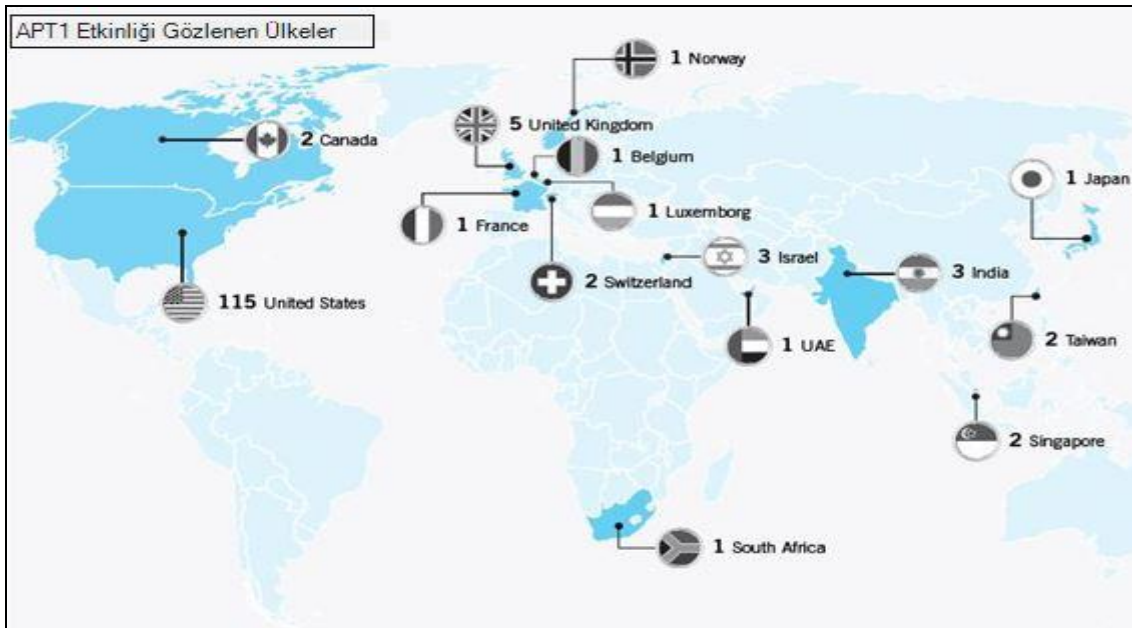 APT1 Etkinliği Gözlenen Ülkeler
1 Norway
5 United Kingdom
2 Canada
1 Belgium
1 Japan
1 Luxemborg
1 France
3 Israel
3 India
2 Switzerland
115 United States
1 UAE
2 Taiwan
2 Singapore
1 South Africa